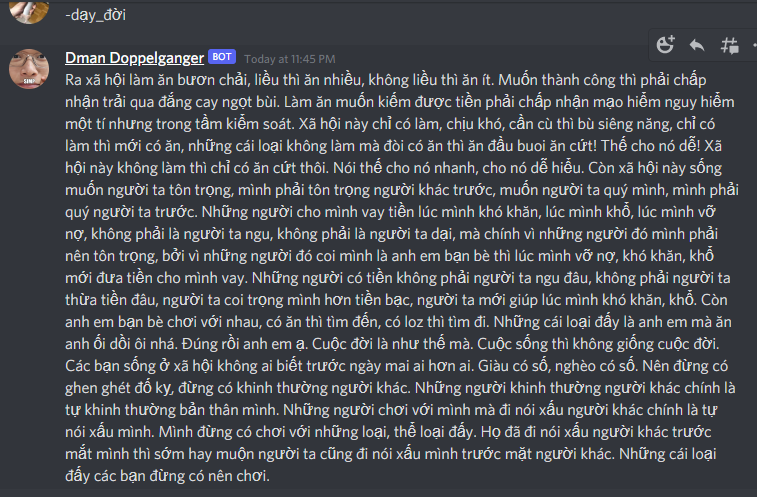 -dạy_đời
Dman Doppelganger BOT Today at 11:45 PM
Ra xã hội làm ăn bươn chải, liều thì ăn nhiều, không liều thì ăn ít. Muốn thành công thì phải chấp
nhận trải qua đắng cay ngọt bùi. Làm ăn muốn kiếm được tiền phải chấp nhận mạo hiểm nguy hiểm
một tí nhưng trong tầm kiểm soát. Xã hội này chỉ có làm, chịu khó, cần cù thì bù siêng năng, chỉ có
làm thì mới có ăn, những cái loại không làm mà đòi có ăn thì ăn đầu buoi ăn cứt! Thế cho nó dễ! Xã
hội này không làm thì chỉ có ăn cứt thôi. Nói thế cho nó nhanh, cho nó dễ hiểu. Còn xã hội này sống
muốn người ta tôn trọng, mình phải tôn trọng người khác trước, muốn người ta quý mình, mình phải
quý người ta trước. Những người cho mình vay tiền lúc mình khó khăn, lúc mình khổ, lúc mình vỡ
nợ, không phải là người ta ngu, không phải là người ta dại, mà chính vì những người đó mình phải
nên tôn trọng, bởi vì những người đó coi mình là anh em bạn bè thì lúc mình vỡ nợ, khó khăn, khổ
mới đưa tiền cho mình vay. Những người có tiền không phải người ta ngu đâu, không phải người ta
thừa tiền đâu, người ta coi trọng mình hơn tiền bạc, người ta mới giúp lúc mình khó khăn, khổ. Còn
anh em bạn bè chơi với nhau, có ăn thì tìm đến, có loz thì tìm đi. Những cái loại đấy là anh em mà ăn
anh ối dồi ôi nhá. Đúng rồi anh em ạ. Cuộc đời là như thế mà. Cuộc sống thì không giống cuộc đời.
Các bạn sống ở xã hội không ai biết trước ngày mai ai hơn ai. Giàu có số, nghèo có số. Nên đừng có
ghen ghét đố kỵ, đừng có khinh thường người khác. Những người khinh thường người khác chính là
tự khinh thường bản thân mình. Những người chơi với mình mà đi nói xấu người khác chính là tự
nói xấu mình. Mình đừng có chơi với những loại, thể loại đấy. Họ đã đi nói xấu người khác trước
mắt mình thì sớm hay muộn người ta cũng đi nói xấu mình trước mặt người khác. Những cái loại
đấy các bạn đừng có nên chơi.